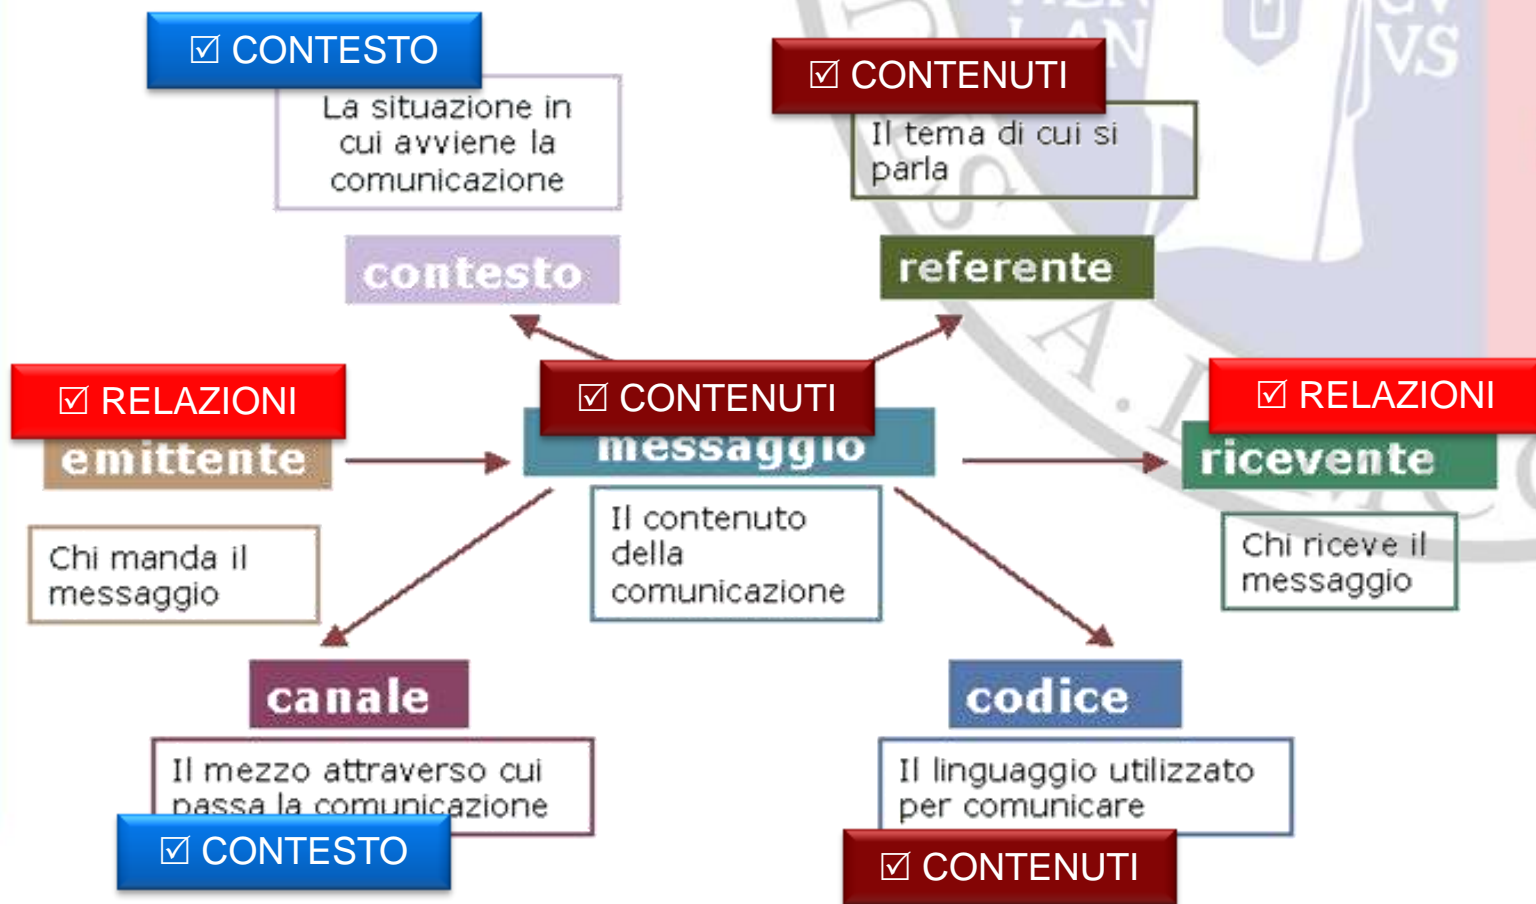 ☑ CONTESTO
La situazione in
cui avviene la
comunicazione
contesto
☑ CONTENUTI
Il tema di cui si
parla
referente
☑ RELAZIONI
emittente
Chi manda il
messaggio
☑ CONTENUTI
messaggio
Il contenuto
della
comunicazione
☑ RELAZIONI
ricevente
Chi riceve il
messaggio
canale
Il mezzo attraverso cui
passa la comunicazione
☑ CONTESTO
codice
Il linguaggio utilizzato
per comunicare
☑ CONTENUTI
VS